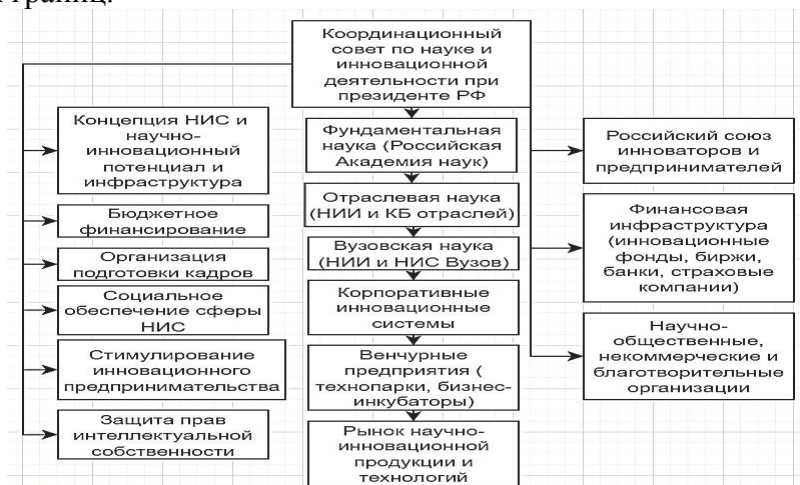 границ.
Координационный
совет по науке и
инновационной
деятельности при
президенте РФ
Концепция НИС и
научно-
инновационный
потенциал и
инфраструктура
Бюджетное
финансирование
Организация
подготовки кадров
Социальное
обеспечение сферы
НИС
Стимулирование
инновационного
предпринимательства
Защита прав
интеллектуальной
собственности
Фундаментальная
наука (Российская
Академия наук)
Отраслевая наука
(НИИ и КБ отраслей)
Вузовская наука
(НИИ и НИС Вузов)
Корпоративные
инновационные
системы
Венчурные
предприятия (
технопарки, бизнес-
инкубаторы)
Рынок научно-
инновационной
продукции и
технологий
Российский союз
инноваторов и
предпринимателей
Финансовая
инфраструктура
(инновационные
фонды, биржи,
банки, страховые
компании)
Научно-
общественные,
некоммерческие и
благотворительные
организации